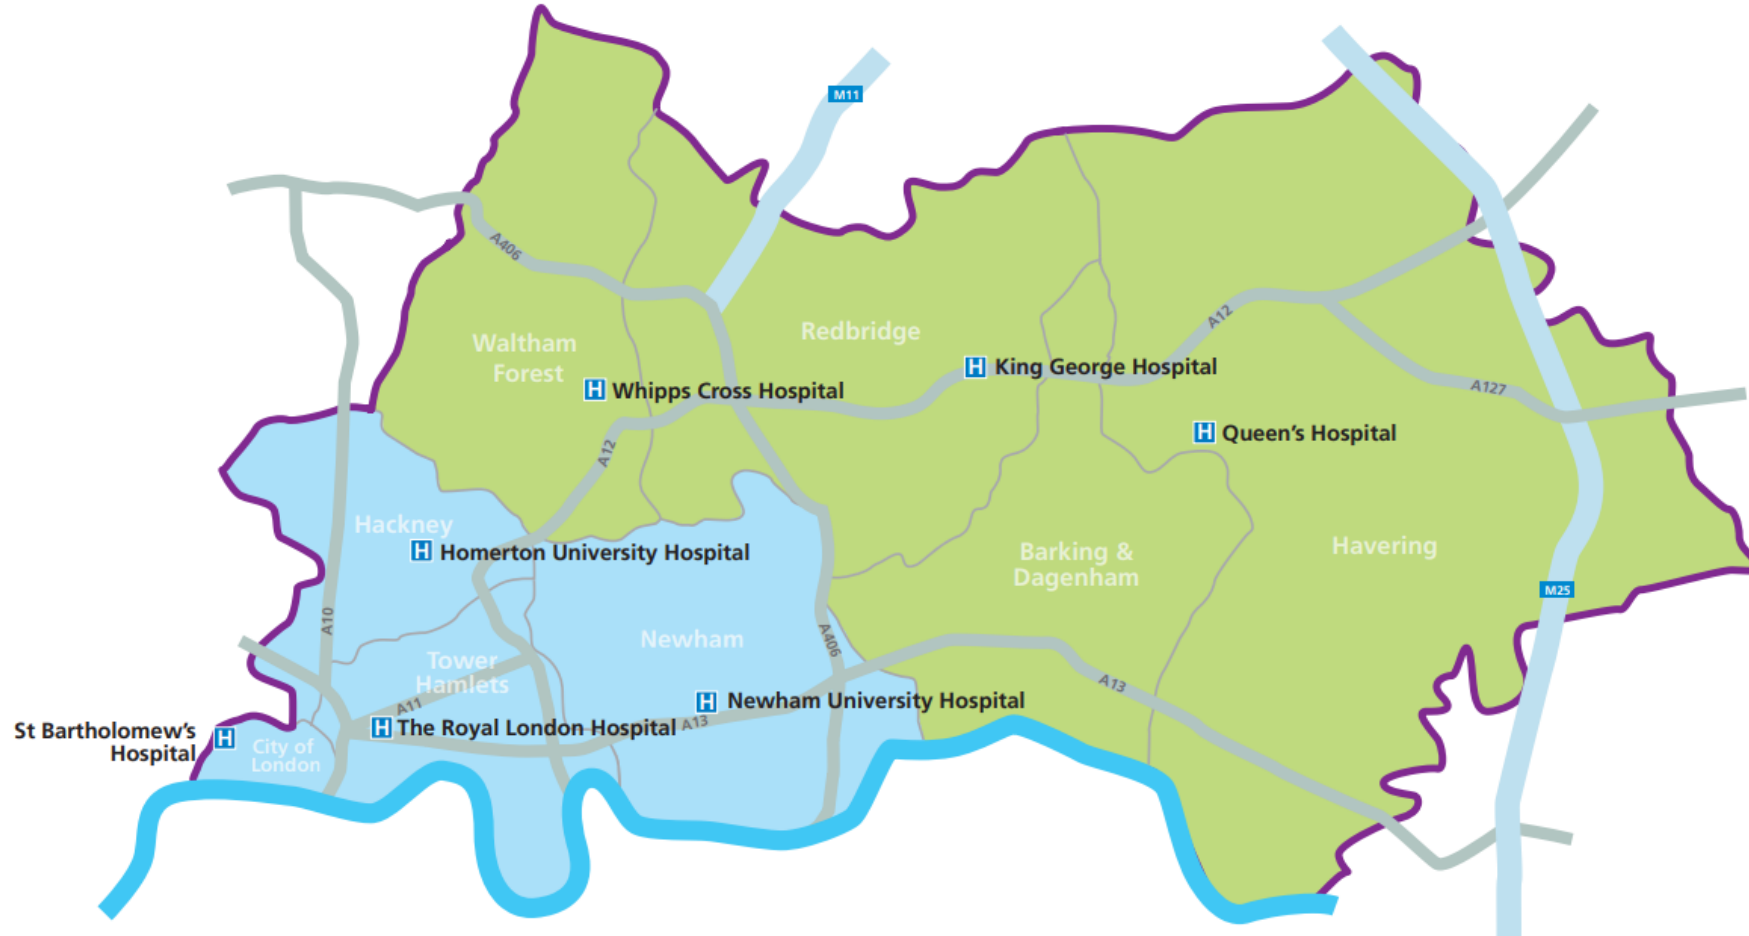 M11
A406
Waltham
Forest
Redbridge
A12
H King George Hospital
H Whipps Cross Hospital
A127
A12
H Queen's Hospital
Hackney
H Homerton University Hospital
Barking &
Dagenham
Havering
M25
A10
Newham
A406
Tower
Hamlets
A13
A11
H Newham University Hospital
H The Royal London Hospital
A13
St Bartholomew's
Hospital
H
City of
London